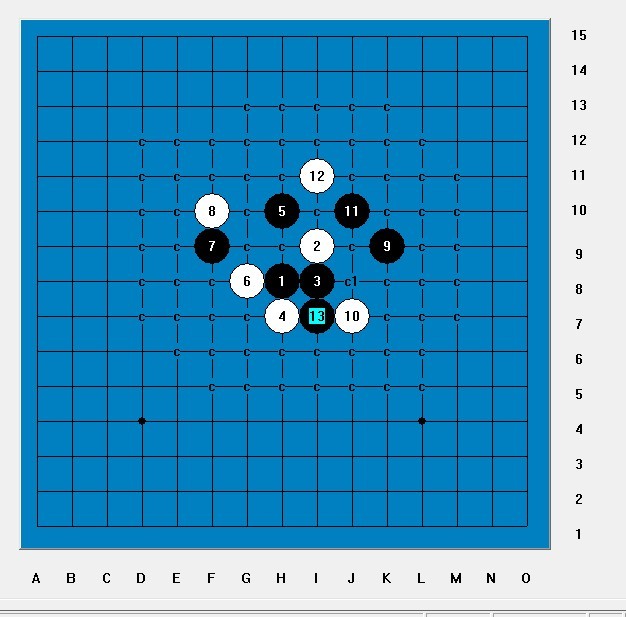 15
14
c c c c c 13
c c c c c c c c c 12
c c c c c 12 c c c c 11
c c 8 c 5 c 11 c c c 10
c c 7 c c 2 c 9 c c 9
c c c 6 1 3 c1 c c c 8
c c c c 4 13 10 c c c 7
c c c c c c c c 6
c c c c c c c 5
4
3
2
1
A B C D E F G H I J K L M N O